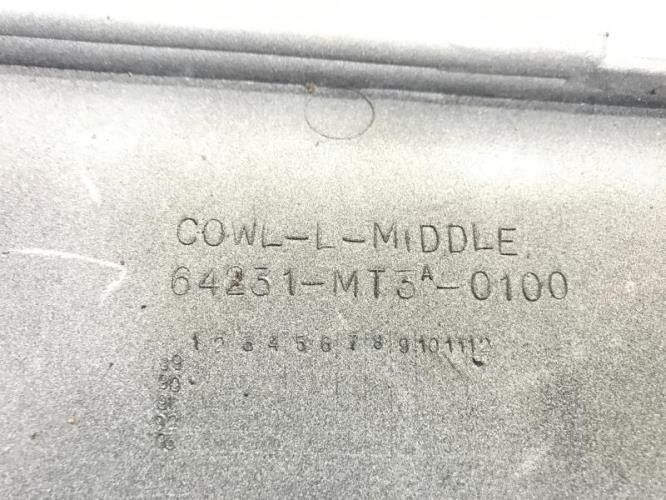 COWL-L-MIDDLE
64231-MT3A-0100
1 2 3 4 5 6 7 8 9 10 11 12